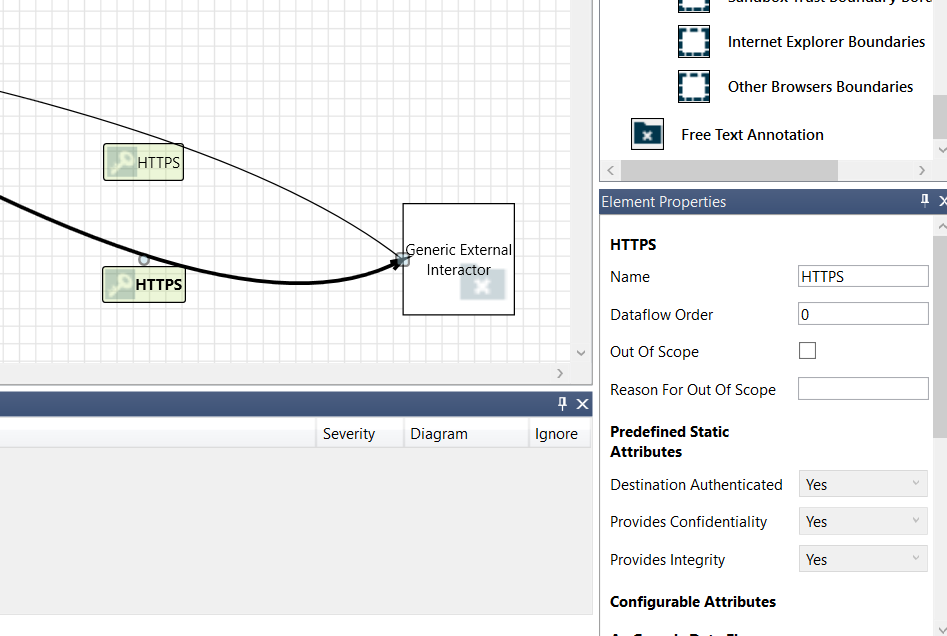 Internet Explorer Boundaries
Other Browsers Boundaries
Free Text Annotation
HTTPS
Generic External
Interactor
HTTPS
Element Properties
HTTPS
Name
HTTPS
Dataflow Order
0
Out Of Scope
Reason For Out Of Scope
Severity
Diagram
Ignore
Predefined Static
Attributes
Destination Authenticated
Yes
Provides Confidentiality
Yes
Provides Integrity
Yes
Configurable Attributes